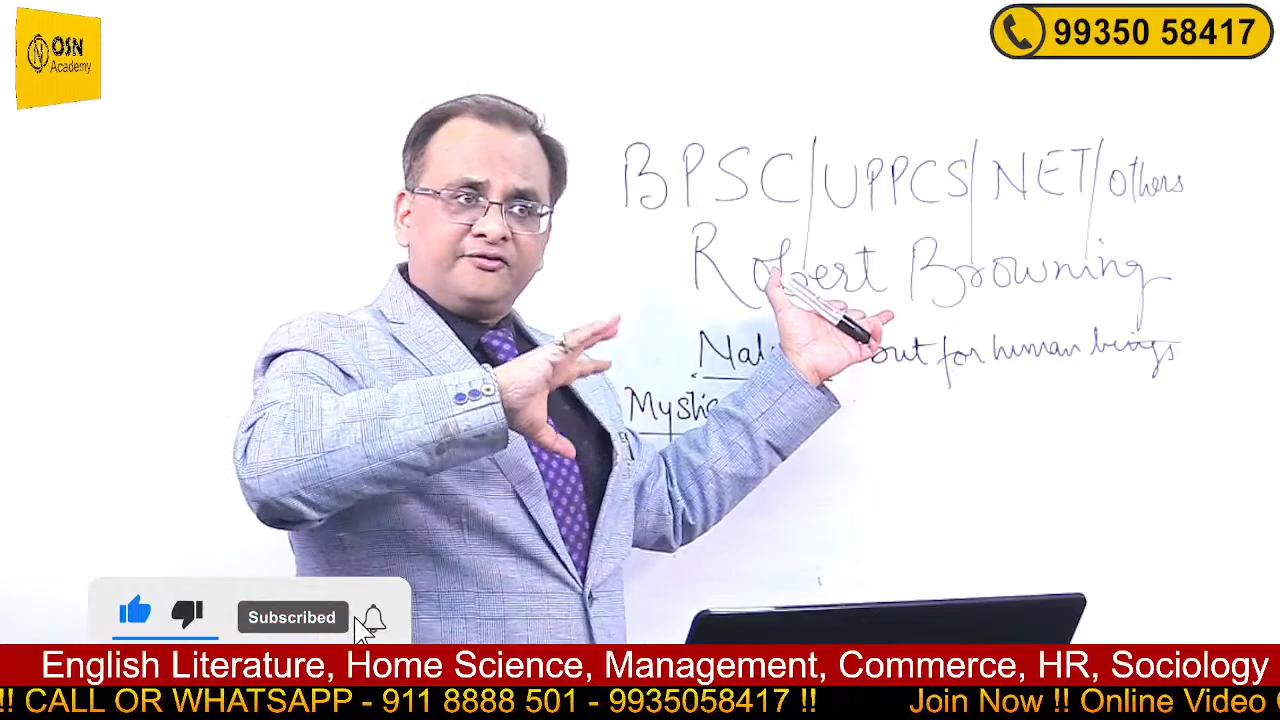 OSN
Academy
99350 58417
BPSC/UPPCS/NET/others
Robert Browning
out for human beings
Subscribed
English Literature, Home Science, Management, Commerce, HR, Sociology
!! CALL OR WHATSAPP - 911 8888 501 - 9935058417 !! Join Now !! Online Video